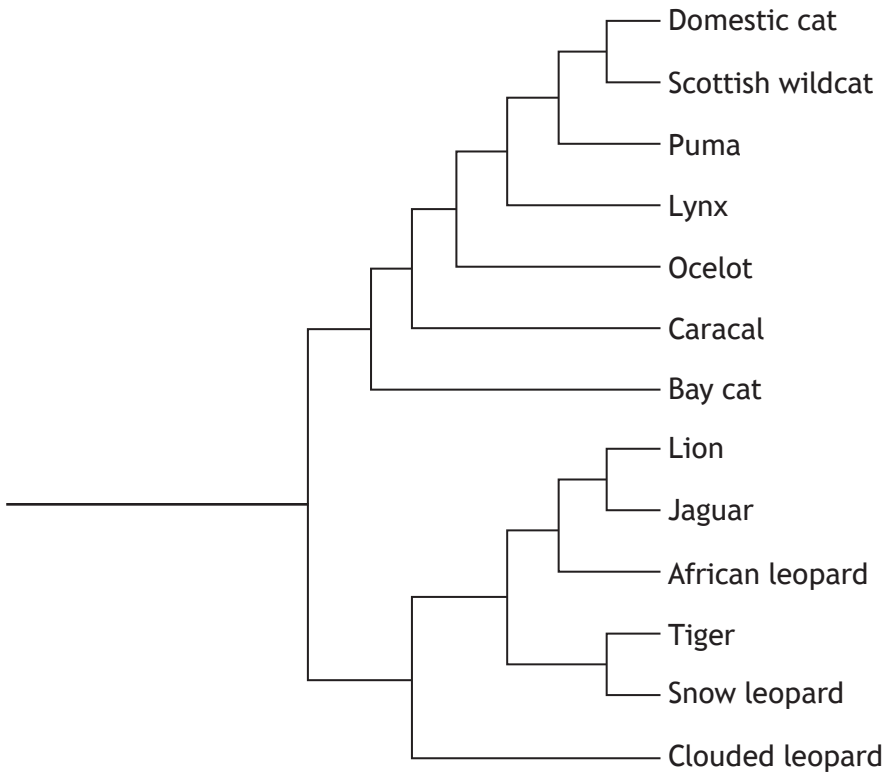 Domestic cat
Scottish wildcat
Puma
Lynx
Ocelot
Caracal
Bay cat
Lion
Jaguar
African leopard
Tiger
Snow leopard
Clouded leopard